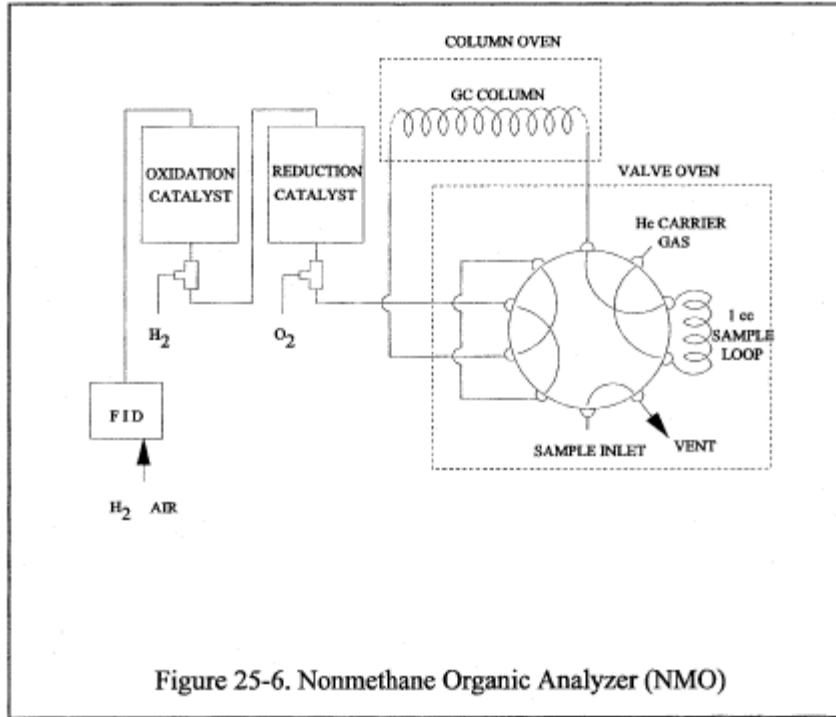 COLUMN OVEN
GC COLUMN
OXIDATION
CATALYST
REDUCTION
CATALYST
VALVE OVEN
He CARRIER
GAS
1 cc
SAMPLE
LOOP
H2
O2
FID
SAMPLE INLET
VENT
H2 AIR
Figure 25-6. Nonmethane Organic Analyzer (NMO)